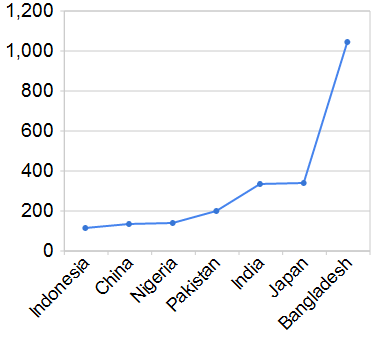 1,200
1,000
800
600
400
200
0
Indonesia
China
Nigeria
Pakistan
India
Japan
Bangladesh